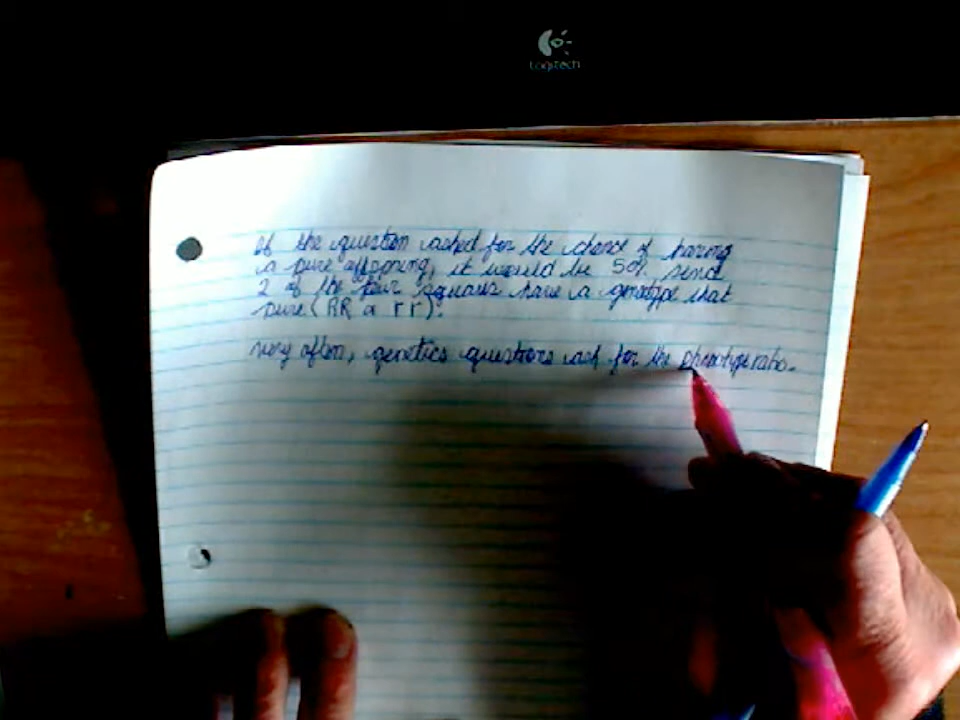 Logitech
If the question asked for the chance of having
a pure offspring, it would be 50% since
2 of the four squares have a genotype that
pure (RR or rr).
very often, genetics questions ask for the phenotype ratio.